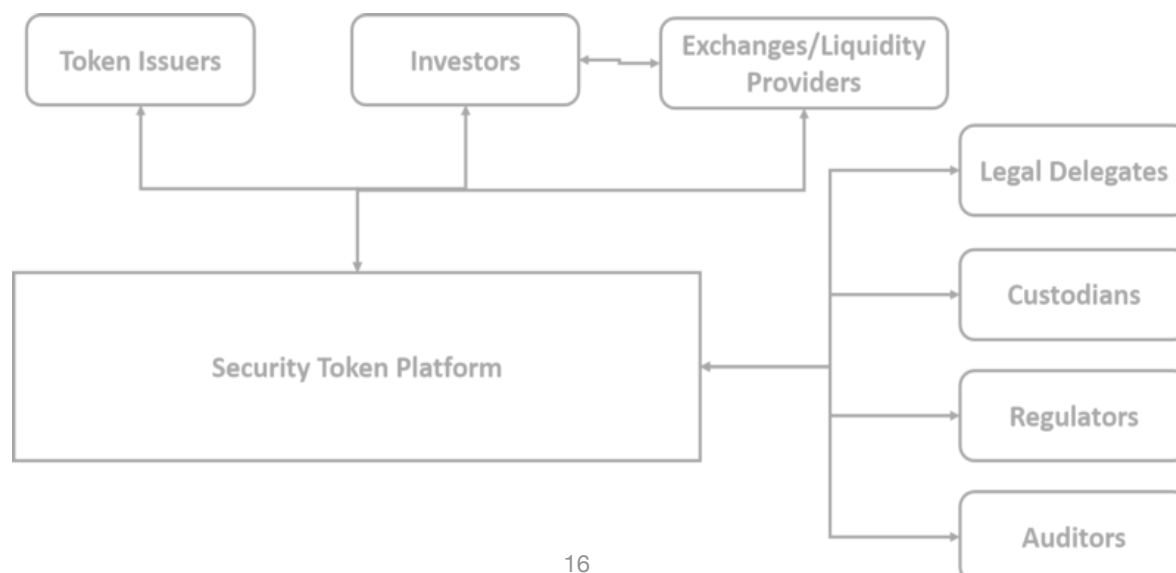 Token Issuers
Investors
Exchanges/Liquidity
Providers
Legal Delegates
Custodians
Security Token Platform
Regulators
Auditors
16